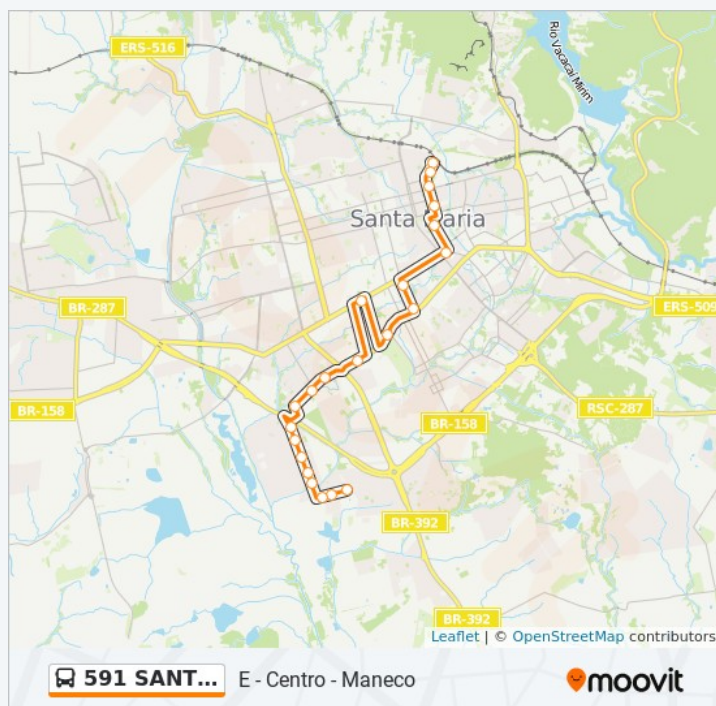 ERS-516
Rio Vacacaí Mirim
Santa Maria
BR-287
ERS-509
BR-158
RSC-287
BR-158
BR-392
BR-392
Leaflet | © OpenStreetMap contributors
591 SANT... E - Centro - Maneco
moovit